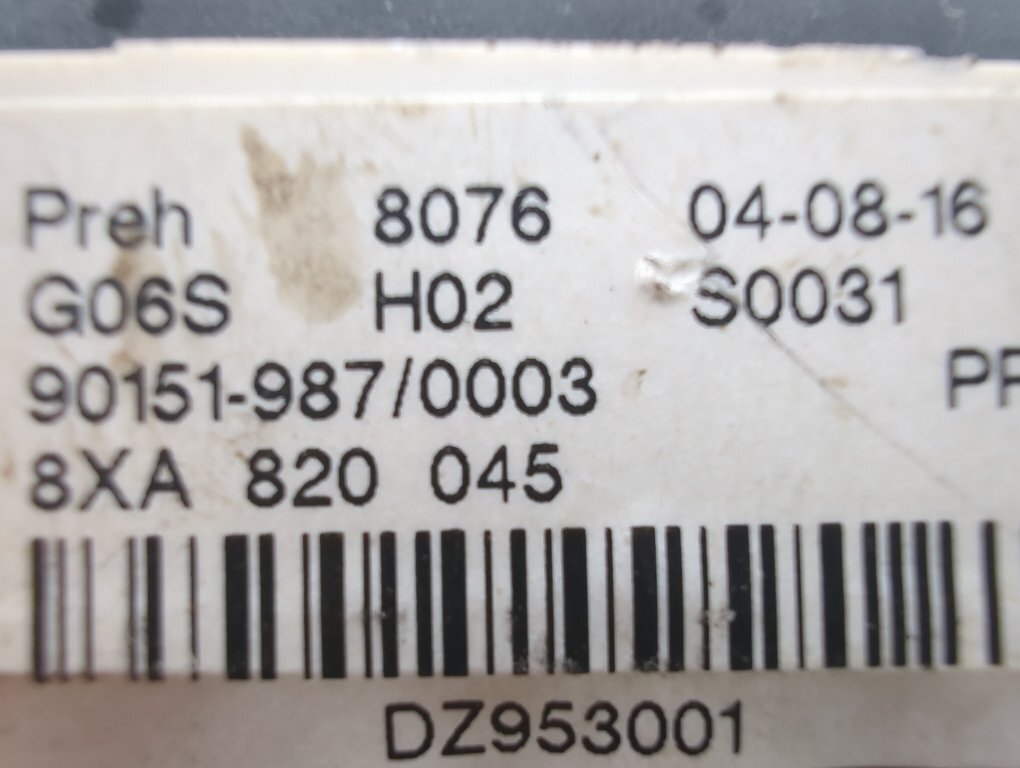 Preh 8076 04-08-16
G06S H02 S0031
90151-987/0003
8XA 820 045
DZ953001